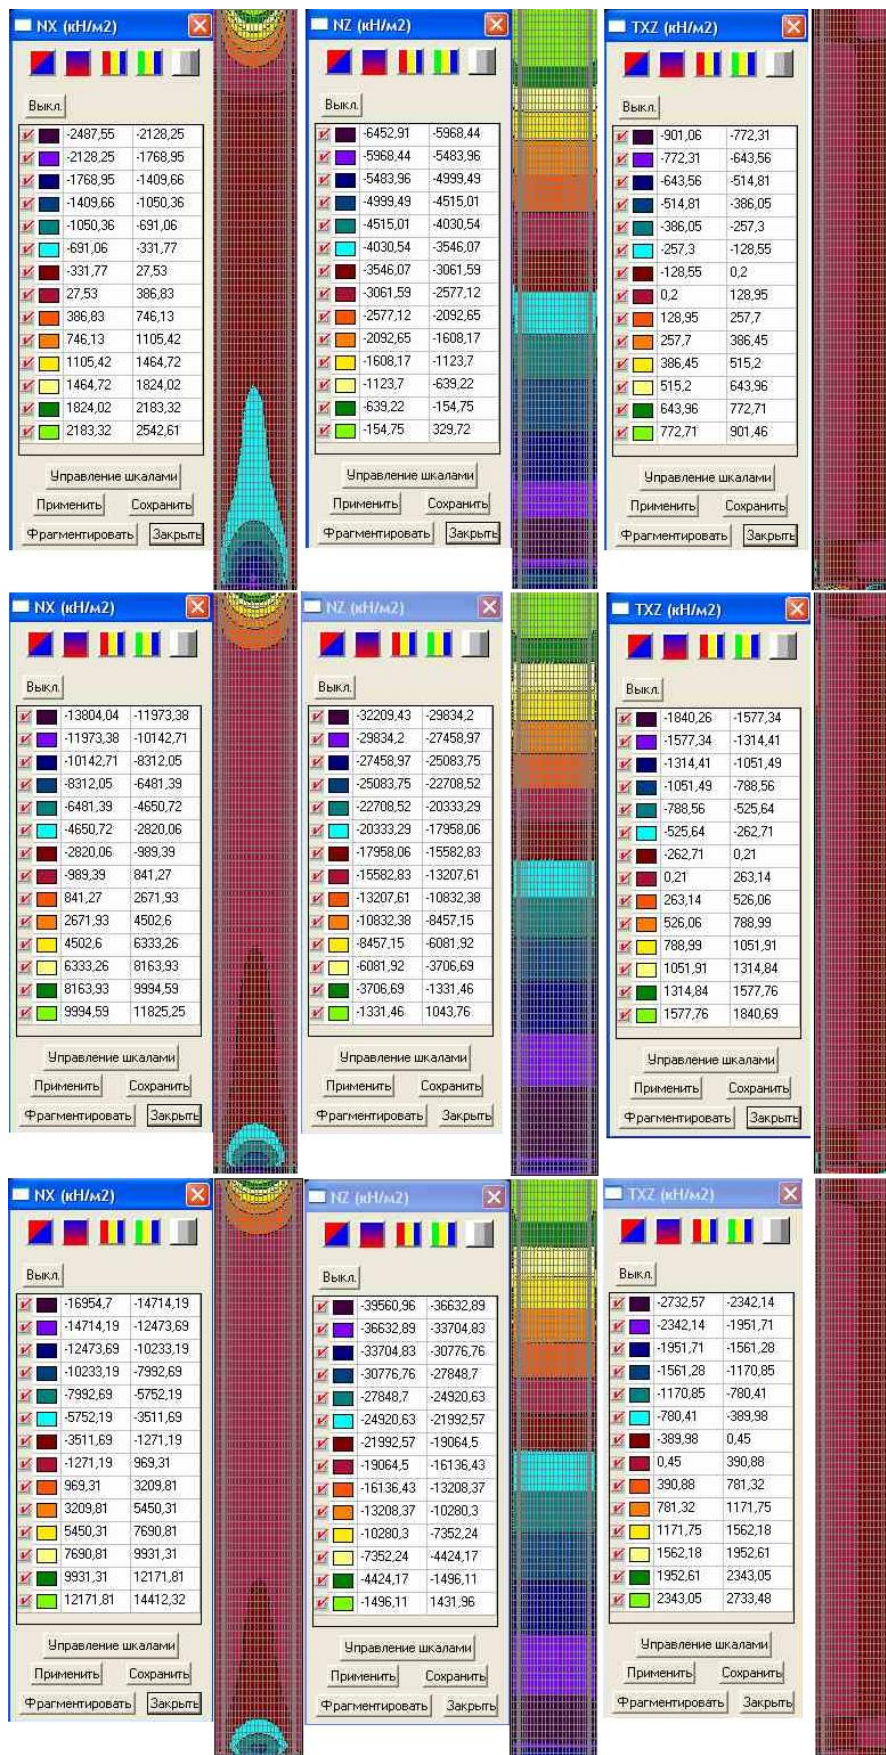 NX (кН/м2)
Выкл.
-2487,55 -2128,25
-2128,25 -1768,95
-1768,95 -1409,66
-1409,66 -1050,36
-1050,36 -691,06
-691,06 -331,77
-331,77 27,53
27,53 386,83
386,83 746,13
746,13 1105,42
1105,42 1464,72
1464,72 1824,02
1824,02 2183,32
2183,32 2542,61
Управление шкалами
Применить Сохранить
Фрагментировать Закрыть
NZ (кН/м2)
Выкл.
-6452,91 -5968,44
-5968,44 -5483,96
-5483,96 -4999,49
-4999,49 -4515,01
-4515,01 -4030,54
-4030,54 -3546,07
-3546,07 -3061,59
-3061,59 -2577,12
-2577,12 -2092,65
-2092,65 -1608,17
-1608,17 -1123,7
-1123,7 -639,22
-639,22 -154,75
-154,75 329,72
Управление шкалами
Применить Сохранить
Фрагментировать Закрыть
TXZ (кН/м2)
Выкл.
-901,06 -772,31
-772,31 -643,56
-643,56 -514,81
-514,81 -386,05
-386,05 -257,3
-257,3 -128,55
-128,55 0,2
0,2 128,95
128,95 257,7
257,7 386,45
386,45 515,2
515,2 643,96
643,96 772,71
772,71 901,46
Управление шкалами
Применить Сохранить
Фрагментировать Закрыть
NX (кН/м2)
Выкл.
-13804,04 -11973,38
-11973,38 -10142,71
-10142,71 -8312,05
-8312,05 -6481,39
-6481,39 -4650,72
-4650,72 -2820,06
-2820,06 -989,39
-989,39 841,27
841,27 2671,93
2671,93 4502,6
4502,6 6333,26
6333,26 8163,93
8163,93 9994,59
9994,59 11825,25
Управление шкалами
Применить Сохранить
Фрагментировать Закрыть
NZ (кН/м2)
Выкл.
-32209,43 -29834,2
-29834,2 -27458,97
-27458,97 -25083,75
-25083,75 -22708,52
-22708,52 -20333,29
-20333,29 -17958,06
-17958,06 -15582,83
-15582,83 -13207,61
-13207,61 -10832,38
-10832,38 -8457,15
-8457,15 -6081,92
-6081,92 -3706,69
-3706,69 -1331,46
-1331,46 1043,76
Управление шкалами
Применить Сохранить
Фрагментировать Закрыть
TXZ (кН/м2)
Выкл.
-1840,26 -1577,34
-1577,34 -1314,41
-1314,41 -1051,49
-1051,49 -788,56
-788,56 -525,64
-525,64 -262,71
-262,71 0,21
0,21 263,14
263,14 526,06
526,06 788,99
788,99 1051,91
1051,91 1314,84
1314,84 1577,76
1577,76 1840,69
Управление шкалами
Применить Сохранить
Фрагментировать Закрыть
NX (кН/м2)
Выкл.
-16954,7 -14714,19
-14714,19 -12473,69
-12473,69 -10233,19
-10233,19 -7992,69
-7992,69 -5752,19
-5752,19 -3511,69
-3511,69 -1271,19
-1271,19 969,31
969,31 3209,81
3209,81 5450,31
5450,31 7690,81
7690,81 9931,31
9931,31 12171,81
12171,81 14412,32
Управление шкалами
Применить Сохранить
Фрагментировать Закрыть
NZ (кН/м2)
Выкл.
-39560,96 -36632,89
-36632,89 -33704,83
-33704,83 -30776,76
-30776,76 -27848,7
-27848,7 -24920,63
-24920,63 -21992,57
-21992,57 -19064,5
-19064,5 -16136,43
-16136,43 -13208,37
-13208,37 -10280,3
-10280,3 -7352,24
-7352,24 -4424,17
-4424,17 -1496,11
-1496,11 1431,96
Управление шкалами
Применить Сохранить
Фрагментировать Закрыть
TXZ (кН/м2)
Выкл.
-2732,57 -2342,14
-2342,14 -1951,71
-1951,71 -1561,28
-1561,28 -1170,85
-1170,85 -780,41
-780,41 -389,98
-389,98 0,45
0,45 390,88
390,88 781,32
781,32 1171,75
1171,75 1562,18
1562,18 1952,61
1952,61 2343,05
2343,05 2733,48
Управление шкалами
Применить Сохранить
Фрагментировать Закрыть